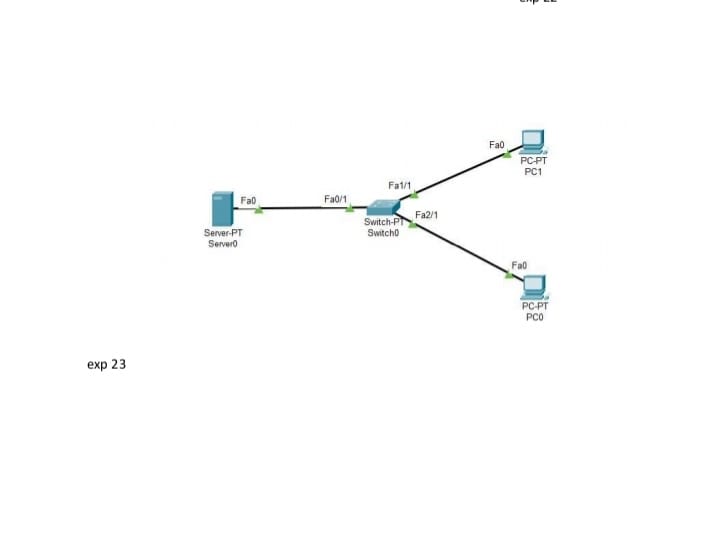 Fa0
PC-PT
PC1
Fa1/1
Fa0
Fa0/1
Fa2/1
Server-PT
Server0
Switch-PT
Switch0
Fa0
PC-PT
PC0
exp 23